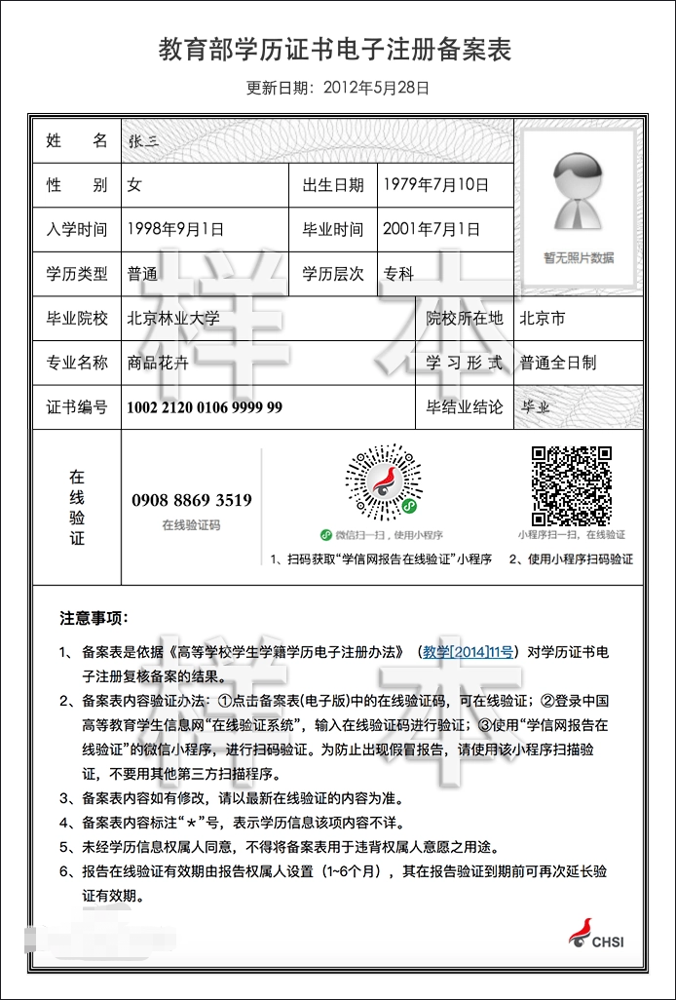 教育部学历证书电子注册备案表
更新日期：2012年5月28日
姓 名 张三
性 别 女 出生日期 1979年7月10日
入学时间 1998年9月1日 毕业时间 2001年7月1日
暂无照片数据
学历类型 普通 学历层次 专科
毕业院校 北京林业大学 院校所在地 北京市
专业名称 商品花卉 学习形式 普通全日制
证书编号 1002 2120 0106 9999 99 毕结业结论 毕业
样本
在线验证
0908 8869 3519
在线验证码
微信扫一扫，使用小程序
1、扫码获取“学信网报告在线验证”小程序
小程序扫一扫，在线验证
2、使用小程序扫码验证
注意事项：
1、备案表是依据《高等学校学生学籍学历电子注册办法》（教学[2014]11号）对学历证书电
子注册复核备案的结果。
2、备案表内容验证办法：①点击备案表(电子版)中的在线验证码，可在线验证；②登录中国
高等教育学生信息网“在线验证系统”，输入在线验证码进行验证；③使用“学信网报告在
线验证”的微信小程序，进行扫码验证。为防止出现假冒报告，请使用该小程序扫描验
证，不要用其他第三方扫描程序。
3、备案表内容如有修改，请以最新在线验证的内容为准。
4、备案表内容标注“＊”号，表示学历信息该项内容不详。
5、未经学历信息权属人同意，不得将备案表用于违背权属人意愿之用途。
6、报告在线验证有效期由报告权属人设置（1~6个月），其在报告验证到期前可再次延长验
证有效期。
样本
CHSI